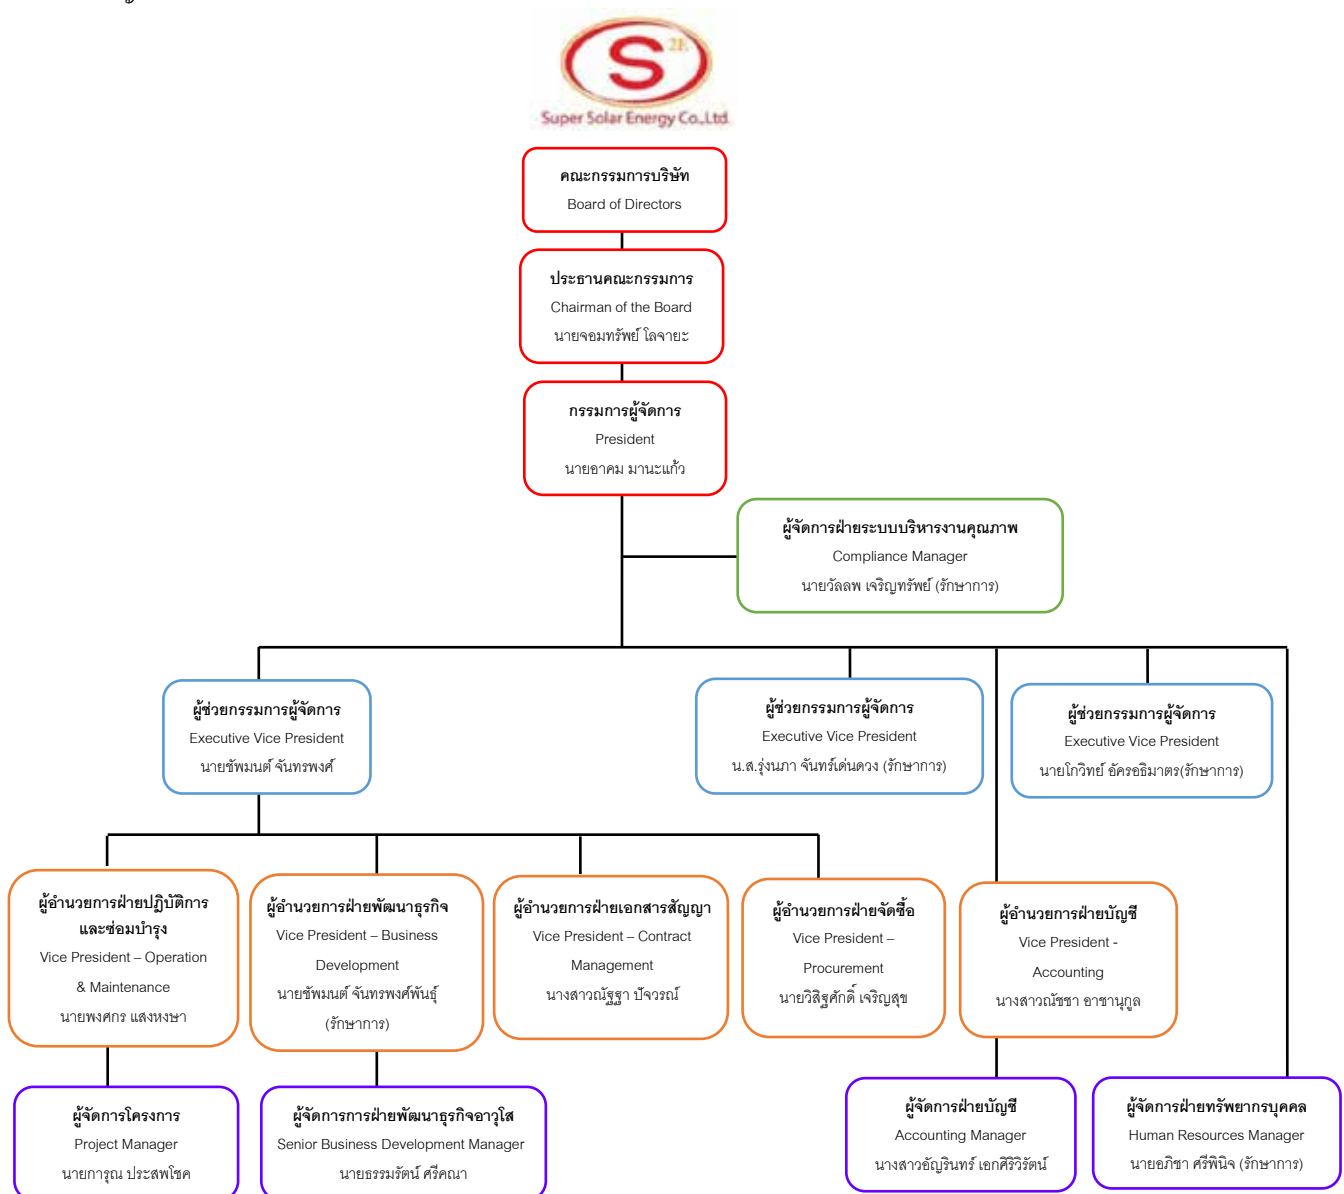 S
2E
Super Solar Energy Co.,Ltd.
คณะกรรมการบริษัท
Board of Directors
ประธานคณะกรรมการ
Chairman of the Board
นายจอมทรัพย์ โลจายะ
กรรมการผู้จัดการ
President
นายอาคม มานะแก้ว
ผู้จัดการฝ่ายระบบบริหารงานคุณภาพ
Compliance Manager
นายวัลลพ เจริญทรัพย์ (รักษาการ)
ผู้ช่วยกรรมการผู้จัดการ
Executive Vice President
นายชัพมนต์ จันทรพงศ์
ผู้ช่วยกรรมการผู้จัดการ
Executive Vice President
น.ส.รุ่งนภา จันทร์เด่นดวง (รักษาการ)
ผู้ช่วยกรรมการผู้จัดการ
Executive Vice President
นายโกวิทย์ อัครอธิมาตร(รักษาการ)
ผู้อำนวยการฝ่ายปฏิบัติการ
และซ่อมบำรุง
Vice President – Operation
& Maintenance
นายพงศกร แสงหงษา
ผู้อำนวยการฝ่ายพัฒนาธุรกิจ
Vice President – Business
Development
นายชัพมนต์ จันทรพงศ์พันธุ์
(รักษาการ)
ผู้อำนวยการฝ่ายเอกสารสัญญา
Vice President – Contract
Management
นางสาวณัฐฐา ปัจวรณ์
ผู้อำนวยการฝ่ายจัดซื้อ
Vice President –
Procurement
นายวิสิฐศักดิ์ เจริญสุข
ผู้อำนวยการฝ่ายบัญชี
Vice President -
Accounting
นางสาวณัชชา อาชานุกูล
ผู้จัดการโครงการ
Project Manager
นายการุณ ประสพโชค
ผู้จัดการการฝ่ายพัฒนาธุรกิจอาวุโส
Senior Business Development Manager
นายธรรมรัตน์ ศรีคณา
ผู้จัดการฝ่ายบัญชี
Accounting Manager
นางสาวอัญรินทร์ เอกศิริวิรัตน์
ผู้จัดการฝ่ายทรัพยากรบุคคล
Human Resources Manager
นายอภิชา ศรีพินิจ (รักษาการ)